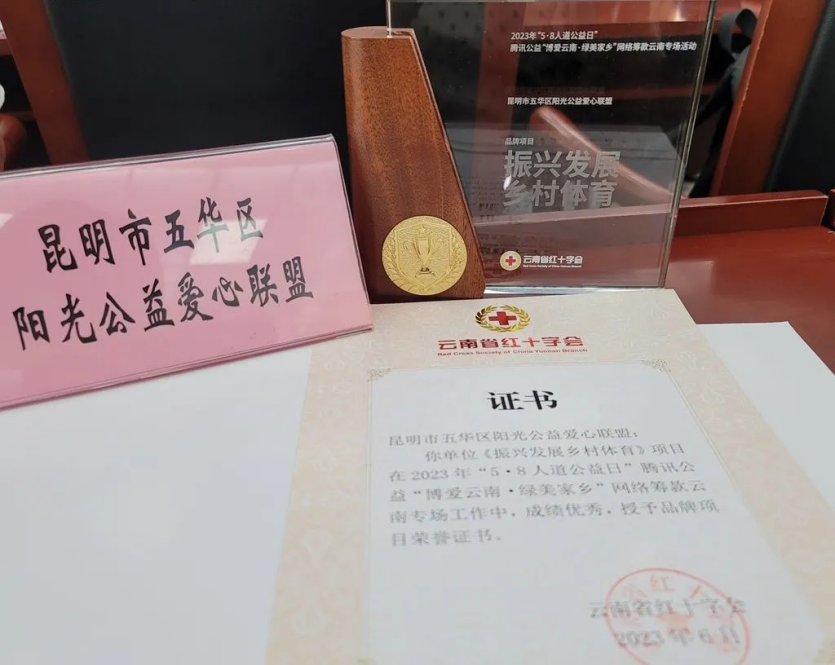 昆明市五华区
阳光公益爱心联盟
2023年“5·8人道公益日”
腾讯公益“博爱云南·绿美家乡”网络筹款云南专场活动
昆明市五华区阳光公益爱心联盟
品牌项目
振兴发展
乡村体育
云南省红十字会
Red Cross Society of China Yunnan Branch
云南省红十字会
Red Cross Society of China Yunnan Branch
证书
昆明市五华区阳光公益爱心联盟：
你单位《振兴发展乡村体育》项目
在2023年“5·8人道公益日”腾讯公
益“博爱云南·绿美家乡”网络筹款云
南专场工作中，成绩优秀，授予品牌项
目荣誉证书。
云南省红十字会
2023年6月